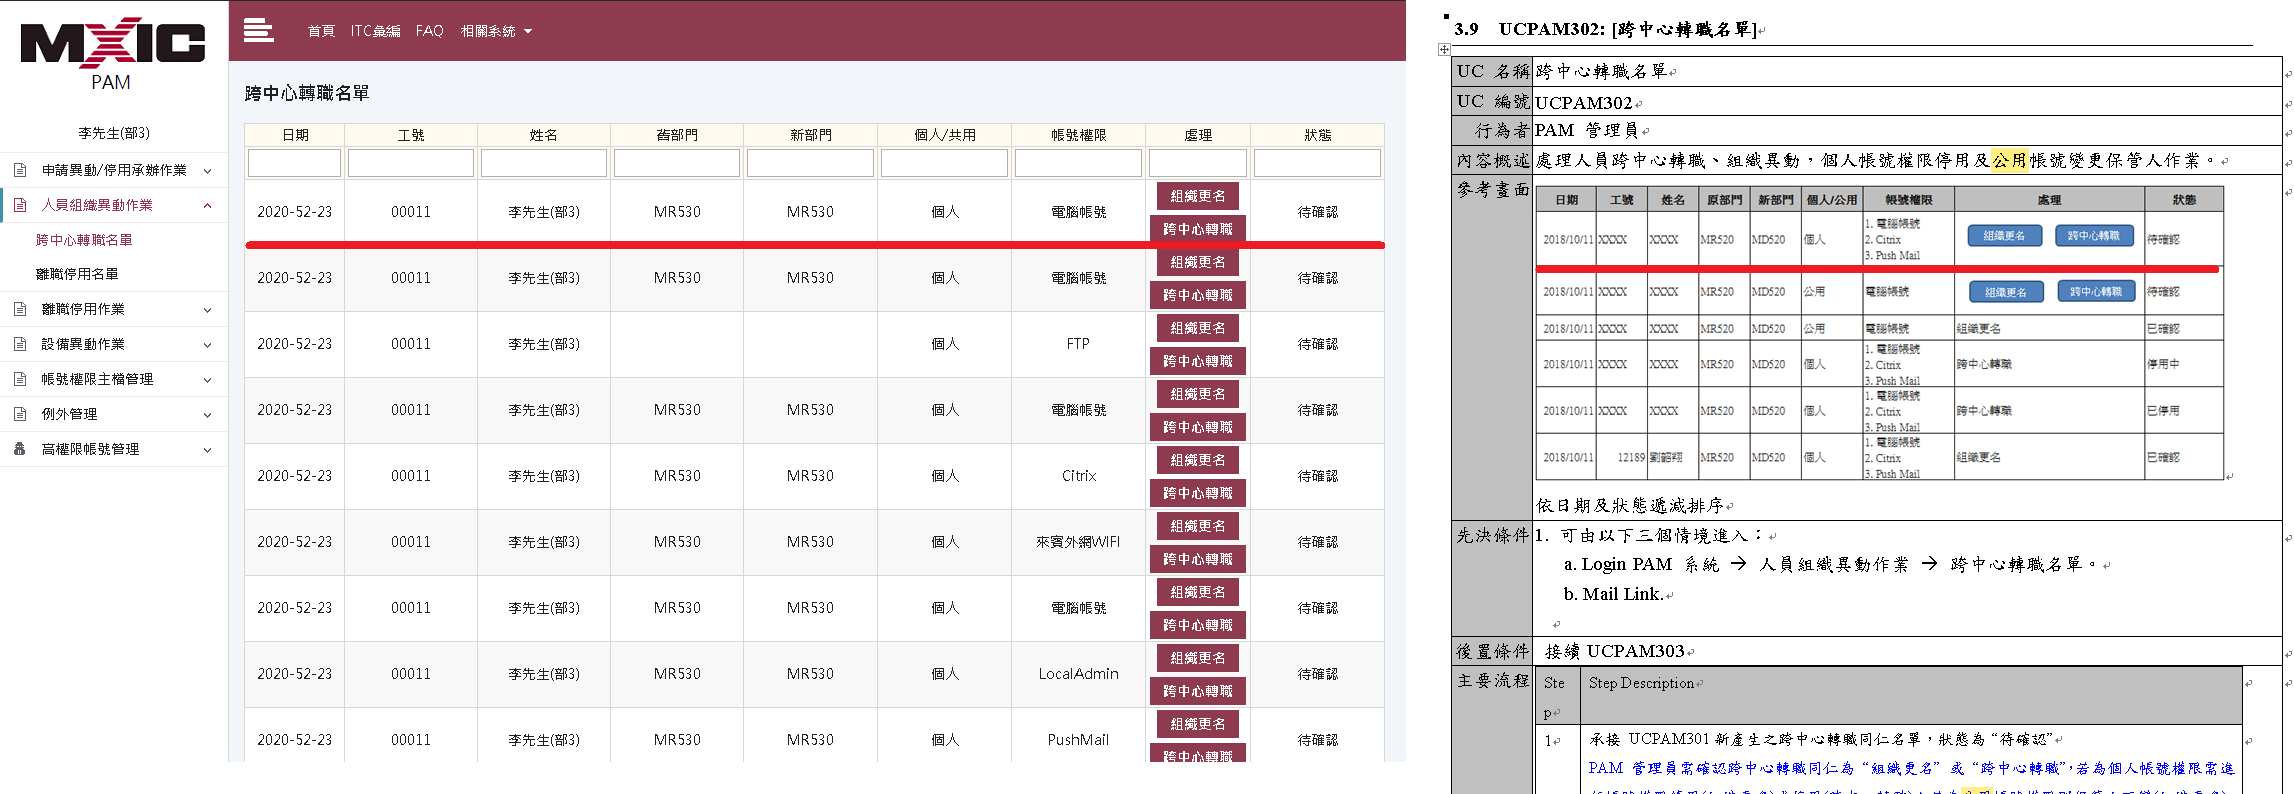 MXIC
PAM
李先生(部3)
申請異動/停用承辦作業
人員組織異動作業
跨中心轉職名單
離職停用名單
離職停用作業
設備異動作業
帳號權限主檔管理
例外管理
高權限帳號管理
首頁 ITC彙編 FAQ 相關系統
跨中心轉職名單
日期 工號 姓名 舊部門 新部門 個人/共用 帳號權限 處理 狀態
2020-52-23 00011 李先生(部3) MR530 MR530 個人 電腦帳號 組織更名 跨中心轉職 待確認
2020-52-23 00011 李先生(部3) MR530 MR530 個人 電腦帳號 組織更名 跨中心轉職 待確認
2020-52-23 00011 李先生(部3) 個人 FTP 組織更名 跨中心轉職 待確認
2020-52-23 00011 李先生(部3) MR530 MR530 個人 電腦帳號 組織更名 跨中心轉職 待確認
2020-52-23 00011 李先生(部3) MR530 MR530 個人 Citrix 組織更名 跨中心轉職 待確認
2020-52-23 00011 李先生(部3) MR530 MR530 個人 來賓外網WIFI 組織更名 跨中心轉職 待確認
2020-52-23 00011 李先生(部3) MR530 MR530 個人 電腦帳號 組織更名 跨中心轉職 待確認
2020-52-23 00011 李先生(部3) MR530 MR530 個人 LocalAdmin 組織更名 跨中心轉職 待確認
2020-52-23 00011 李先生(部3) MR530 MR530 個人 PushMail 組織更名 跨中心轉職 待確認
3.9 UCPAM302: [跨中心轉職名單]
UC 名稱 跨中心轉職名單
UC 編號 UCPAM302
行為者 PAM 管理員
內容概述 處理人員跨中心轉職、組織異動，個人帳號權限停用及公用帳號變更保管人作業。
參考畫面
日期 工號 姓名 原部門 新部門 個人/公用 帳號權限 處理 狀態
2018/10/11 XXXX XXXX MR520 MD520 個人 1. 電腦帳號 2. Citrix 3. Push Mail 組織更名 跨中心轉職 待確認
2018/10/11 XXXX XXXX MR520 MD520 公用 電腦帳號 組織更名 跨中心轉職 待確認
2018/10/11 XXXX XXXX MR520 MD520 公用 電腦帳號 組織更名 已確認
2018/10/11 XXXX XXXX MR520 MD520 個人 1. 電腦帳號 2. Citrix 3. Push Mail 跨中心轉職 停用中
2018/10/11 XXXX XXXX MR520 MD520 個人 1. 電腦帳號 2. Citrix 3. Push Mail 跨中心轉職 已停用
2018/10/11 12189 劉韶翔 MR520 MD520 個人 1. 電腦帳號 2. Citrix 3. Push Mail 組織更名 已確認
依日期及狀態遞減排序
先決條件 1. 可由以下三個情境進入：
a. Login PAM 系統 → 人員組織異動作業 → 跨中心轉職名單。
b. Mail Link.
後置條件 接續 UCPAM303
主要流程 Step Step Description
1 承接 UCPAM301 新產生之跨中心轉職同仁名單，狀態為“待確認”
PAM 管理員需確認跨中心轉職同仁為“組織更名” 或“跨中心轉職”，若為個人帳號權限需進